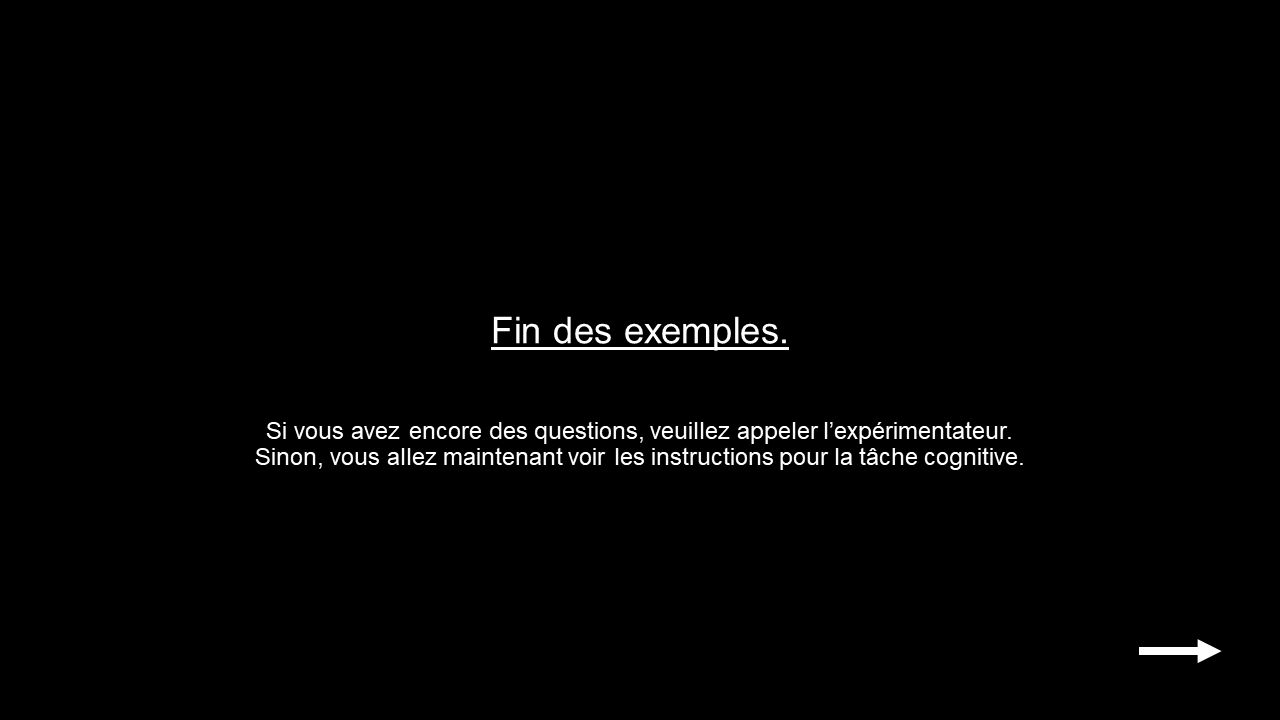 Fin des exemples.
Si vous avez encore des questions, veuillez appeler l’expérimentateur.
Sinon, vous allez maintenant voir les instructions pour la tâche cognitive.